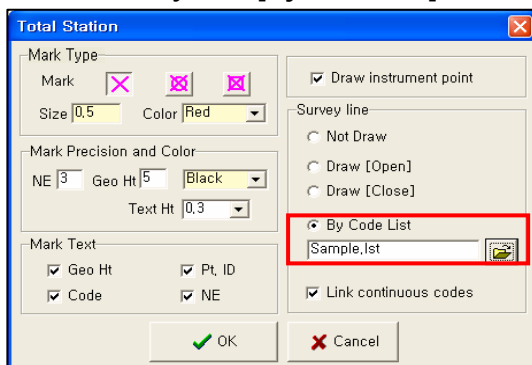 Total Station
Mark Type
Mark
Size 0,5 Color Red
Mark Precision and Color
NE 3 Geo Ht 5 Black
Text Ht 0,3
Mark Text
Geo Ht Pt, ID
Code NE
Draw instrument point
Survey line
Not Draw
Draw [Open]
Draw [Close]
By Code List
Sample,lst
Link continuous codes
OK Cancel